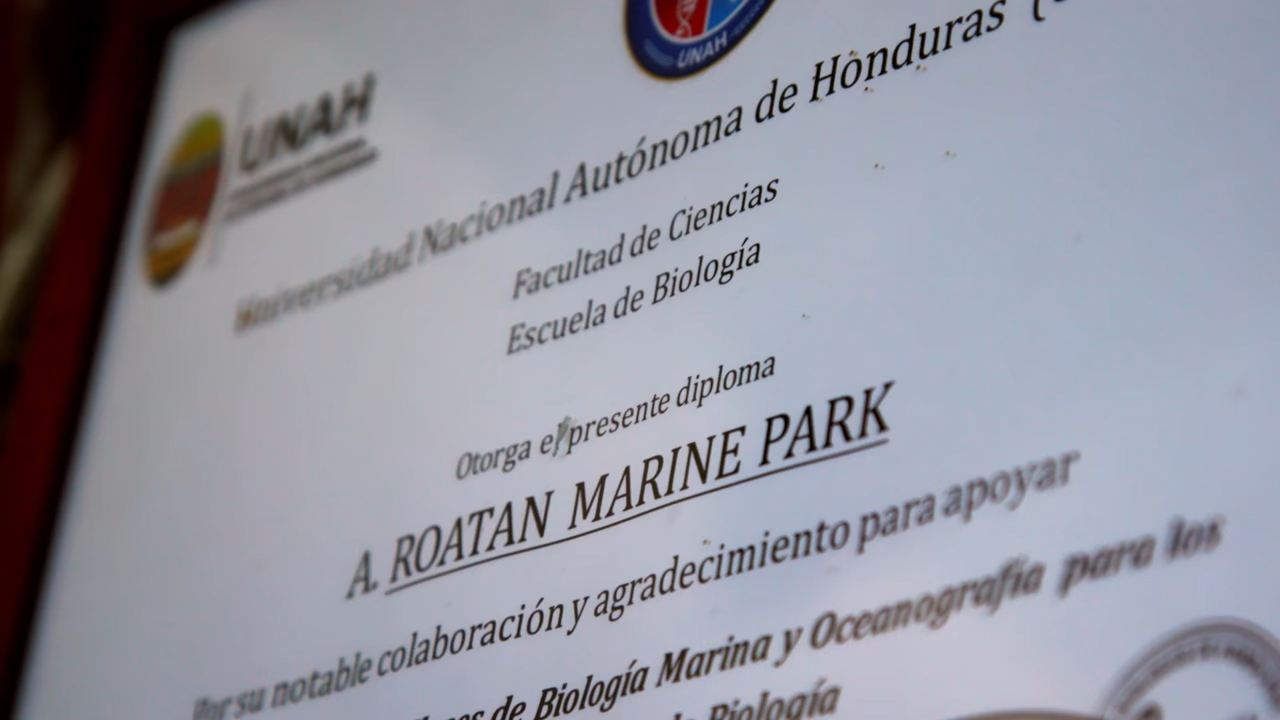 UNAH
UNAH
Universidad Nacional Autónoma de Honduras (
Facultad de Ciencias
Escuela de Biología
Otorga el presente diploma
A. ROATAN MARINE PARK
Por su notable colaboración y agradecimiento para apoyar
de Biología Marina y Oceanografía para los
Biología